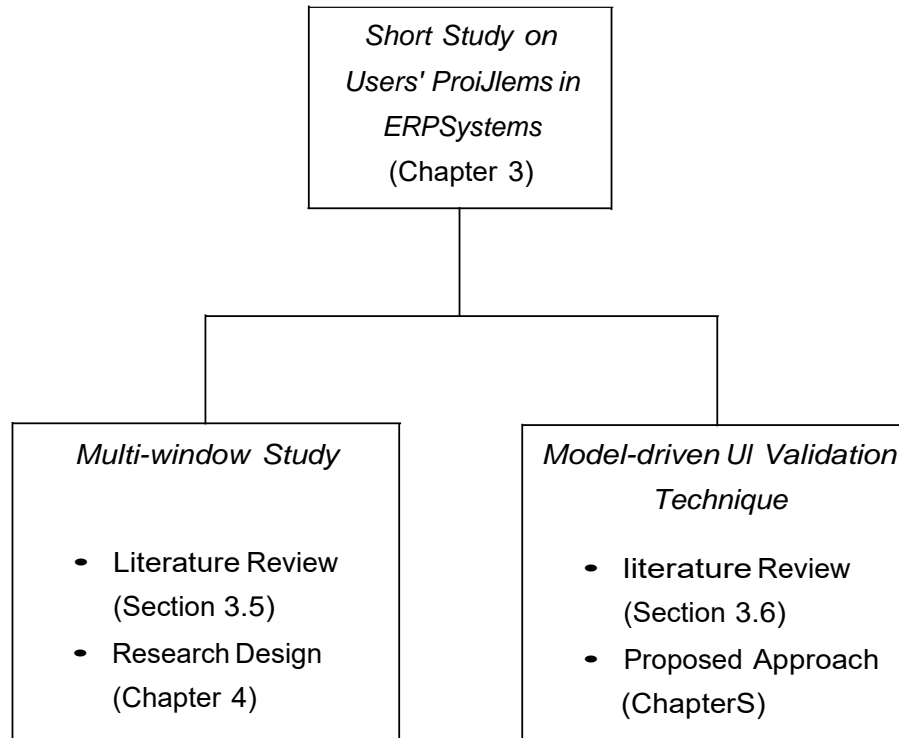 Short Study on
Users' ProiJlems in
ERPSystems
(Chapter 3)
Multi-window Study
• Literature Review
(Section 3.5)
• Research Design
(Chapter 4)
Model-driven Ul Validation
Technique
• literature Review
(Section 3.6)
• Proposed Approach
(ChapterS)